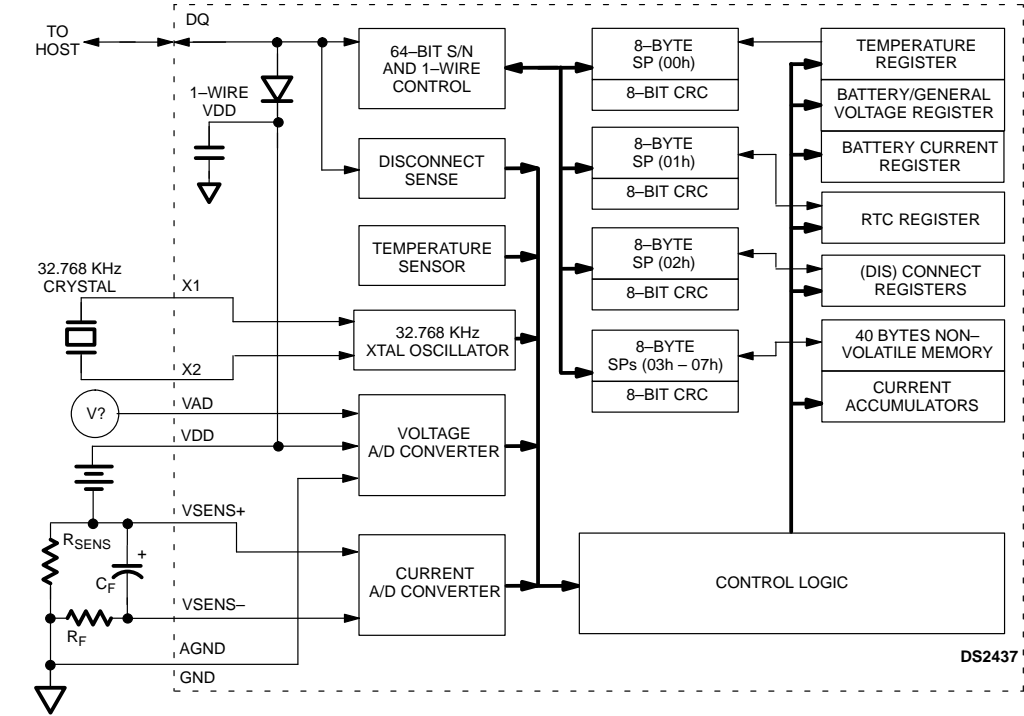 DQ
TO
HOST
64–BIT S/N
AND 1–WIRE
CONTROL
8–BYTE
SP (00h)
8–BIT CRC
TEMPERATURE
REGISTER
1–WIRE
VDD
BATTERY/GENERAL
VOLTAGE REGISTER
DISCONNECT
SENSE
8–BYTE
SP (01h)
8–BIT CRC
BATTERY CURRENT
REGISTER
RTC REGISTER
TEMPERATURE
SENSOR
8–BYTE
SP (02h)
8–BIT CRC
(DIS) CONNECT
REGISTERS
32.768 KHz
CRYSTAL
X1
32.768 KHz
XTAL OSCILLATOR
X2
8–BYTE
SPs (03h – 07h)
8–BIT CRC
40 BYTES NON–
VOLATILE MEMORY
CURRENT
ACCUMULATORS
V?
VAD
VDD
VOLTAGE
A/D CONVERTER
VSENS+
RSENS
+
CF
CURRENT
A/D CONVERTER
CONTROL LOGIC
VSENS–
RF
AGND
GND
DS2437